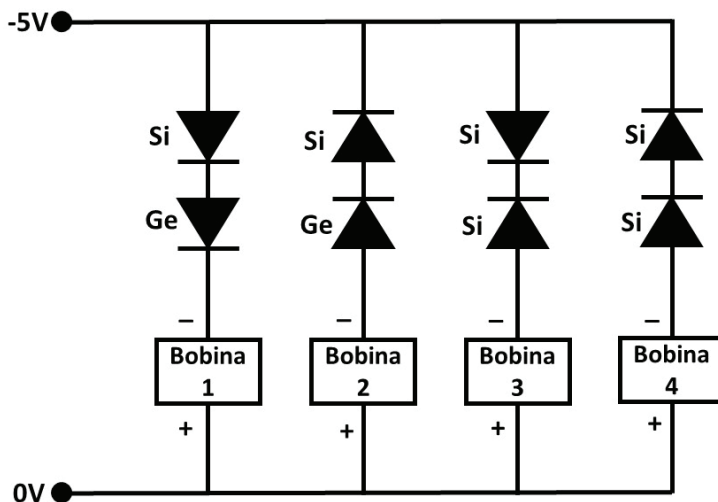 -5V
Si
Si
Si
Si
Ge
Ge
Si
Si
– – – –
Bobina
1
Bobina
2
Bobina
3
Bobina
4
+ + + +
0V